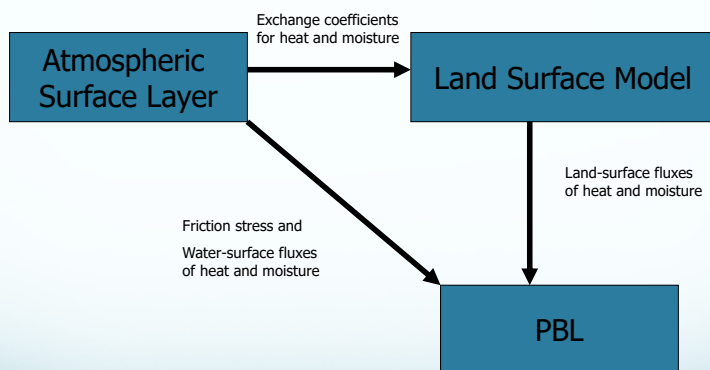 Exchange coefficients
for heat and moisture
Atmospheric
Surface Layer
Land Surface Model
Land-surface fluxes
of heat and moisture
Friction stress and
Water-surface fluxes
of heat and moisture
PBL